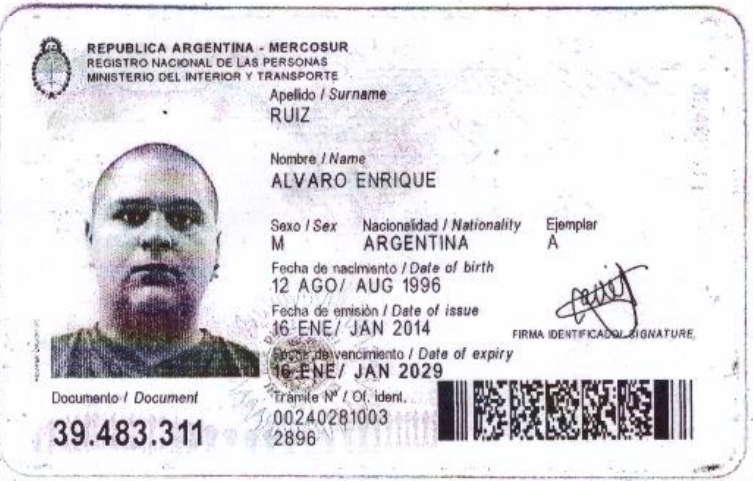 REPUBLICA ARGENTINA - MERCOSUR
REGISTRO NACIONAL DE LAS PERSONAS
MINISTERIO DEL INTERIOR Y TRANSPORTE
Apellido / Surname
RUIZ
Nombre / Name
ALVARO ENRIQUE
Sexo / Sex Nacionalidad / Nationality Ejemplar
M ARGENTINA A
Fecha de nacimiento / Date of birth
12 AGO/ AUG 1996
Fecha de emisión / Date of issue
16 ENE/ JAN 2014
FIRMA IDENTIFICADO/ SIGNATURE
Fecha de vencimiento / Date of expiry
16 ENE/ JAN 2029
Documento / Document
39.483.311
Tramite Nº / Of. ident.
00240281003
2896